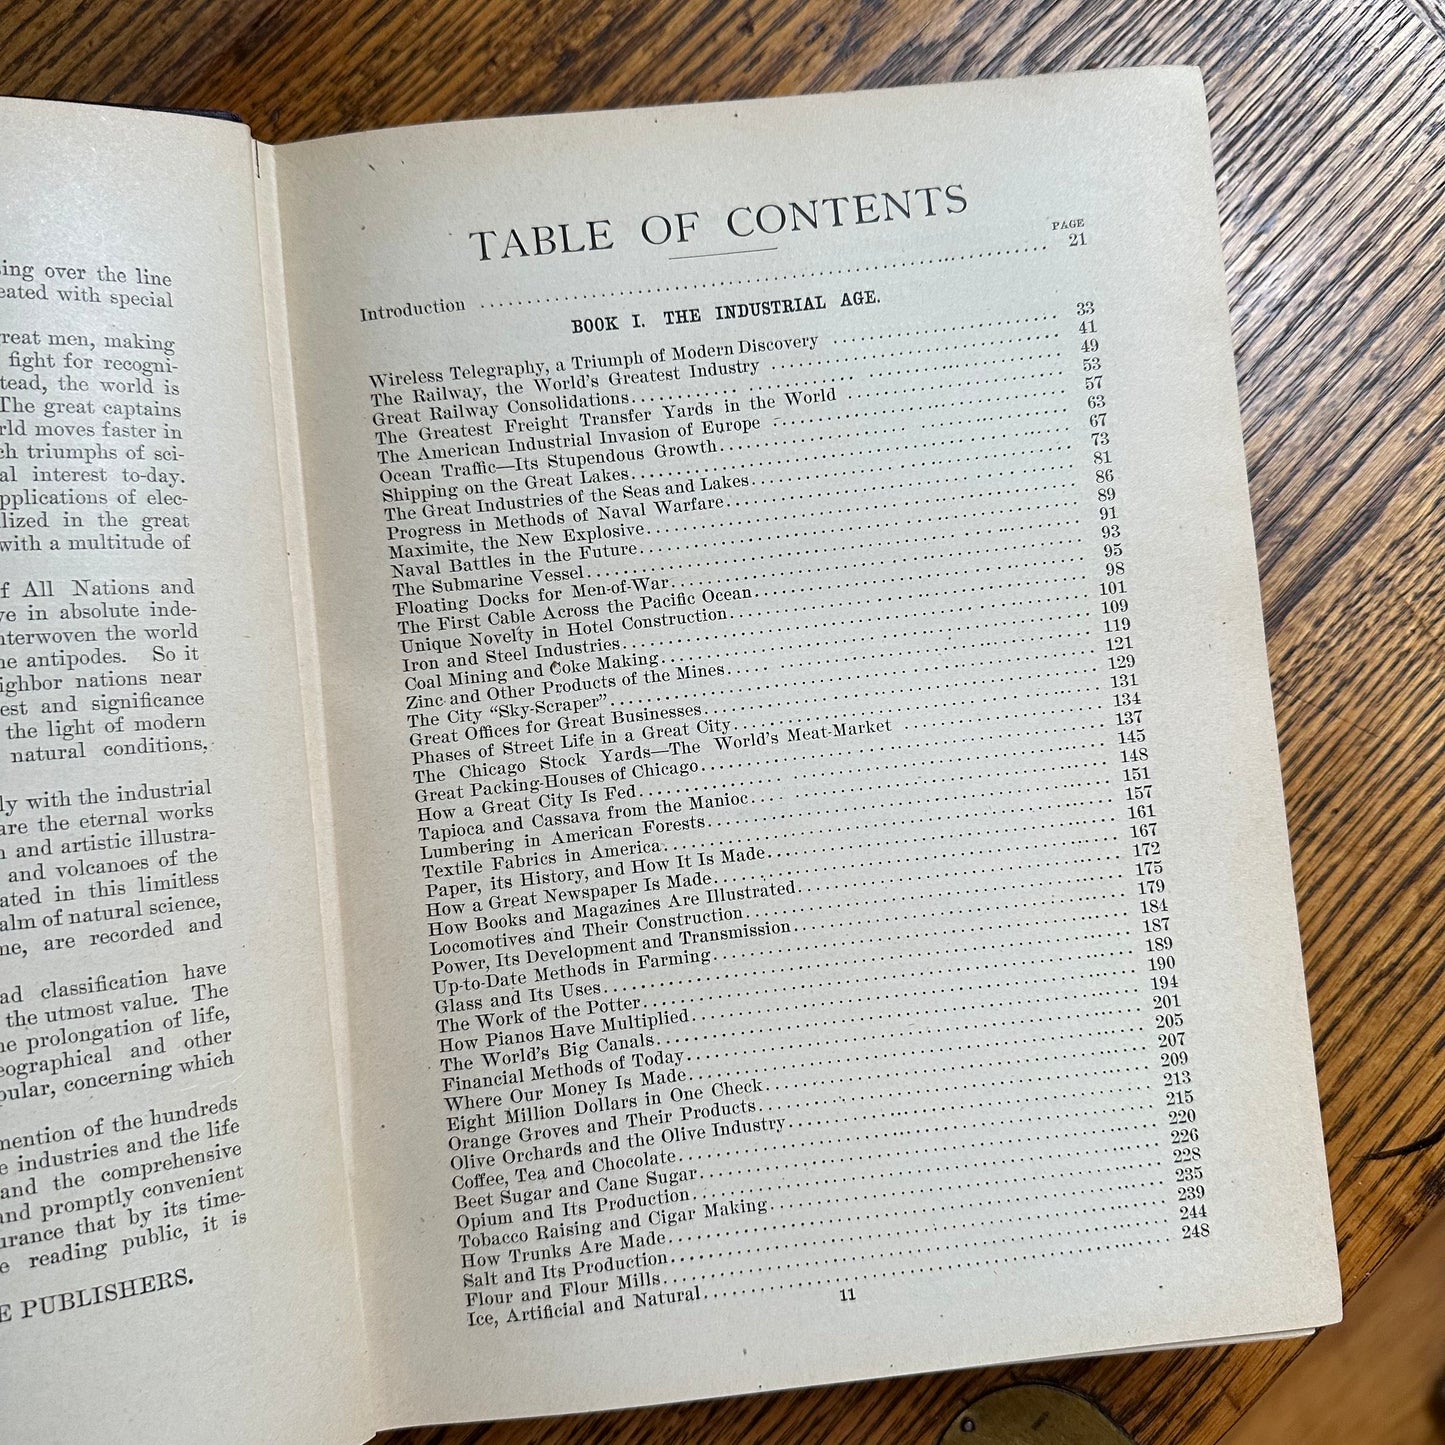 ing over the line
eated with special
reat men, making
fight for recogni-
tead, the world is
The great captains
rld moves faster in
ch triumphs of sci-
al interest to-day.
pplications of elec-
lized in the great
with a multitude of
f All Nations and
ve in absolute inde-
nterwoven the world
he antipodes. So it
ighbor nations near
est and significance
the light of modern
natural conditions,
ly with the industrial
are the eternal works
n and artistic illustra-
and volcanoes of the
ated in this limitless
alm of natural science,
ne, are recorded and
ad classification have
the utmost value. The
he prolongation of life,
eographical and other
pular, concerning which
mention of the hundreds
e industries and the life
and the comprehensive
and promptly convenient
urance that by its time-
e reading public, it is
E PUBLISHERS.
TABLE OF CONTENTS
PAGE
Introduction 21
BOOK I. THE INDUSTRIAL AGE.
Wireless Telegraphy, a Triumph of Modern Discovery 33
The Railway, the World's Greatest Industry 41
Great Railway Consolidations 49
The Greatest Freight Transfer Yards in the World 53
The American Industrial Invasion of Europe 57
Ocean Traffic—Its Stupendous Growth 63
Shipping on the Great Lakes 67
The Great Industries of the Seas and Lakes 73
Progress in Methods of Naval Warfare 81
Maximite, the New Explosive 86
Naval Battles in the Future 89
The Submarine Vessel 91
Floating Docks for Men-of-War 93
The First Cable Across the Pacific Ocean 95
Unique Novelty in Hotel Construction 98
Iron and Steel Industries 101
Coal Mining and Coke Making 109
Zinc and Other Products of the Mines 119
The City "Sky-Scraper" 121
Great Offices for Great Businesses 129
Phases of Street Life in a Great City 131
The Chicago Stock Yards—The World's Meat-Market 134
Great Packing-Houses of Chicago 137
How a Great City Is Fed 145
Tapioca and Cassava from the Manioc 148
Lumbering in American Forests 151
Textile Fabrics in America 157
Paper, its History, and How It Is Made 161
How a Great Newspaper Is Made 167
How Books and Magazines Are Illustrated 172
Locomotives and Their Construction 175
Power, Its Development and Transmission 179
Up-to-Date Methods in Farming 184
Glass and Its Uses 187
The Work of the Potter 189
How Pianos Have Multiplied 190
The World's Big Canals 194
Financial Methods of Today 201
Where Our Money Is Made 205
Eight Million Dollars in One Check 207
Orange Groves and Their Products 209
Olive Orchards and the Olive Industry 213
Coffee, Tea and Chocolate 215
Beet Sugar and Cane Sugar 220
Opium and Its Production 226
Tobacco Raising and Cigar Making 228
How Trunks Are Made 235
Salt and Its Production 239
Flour and Flour Mills 244
Ice, Artificial and Natural 248
11